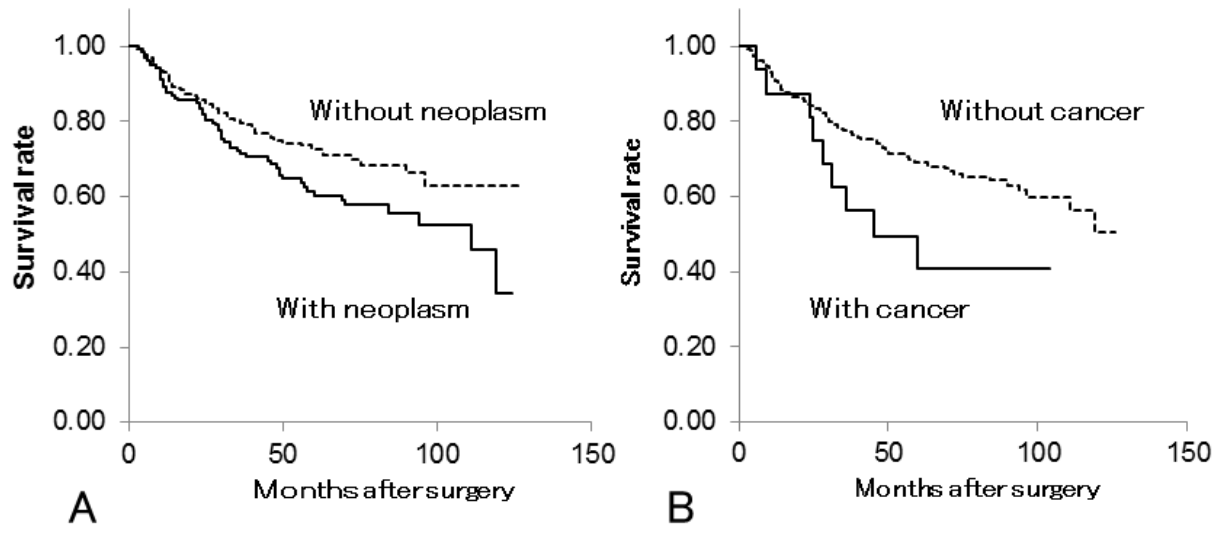 1.00
0.80
0.60
0.40
0.20
0.00
Survival rate
Without neoplasm
With neoplasm
0 50 100 150
Months after surgery
A
1.00
0.80
0.60
0.40
0.20
0.00
Survival rate
Without cancer
With cancer
0 50 100 150
Months after surgery
B